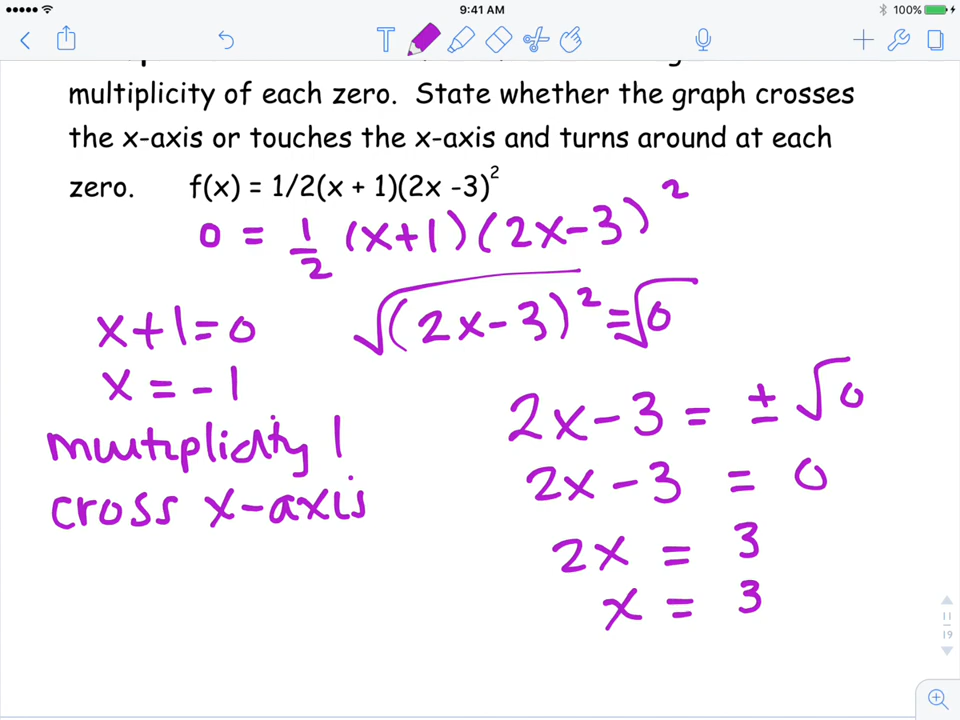 9:41 AM
100%
T
multiplicity of each zero. State whether the graph crosses
the x-axis or touches the x-axis and turns around at each
zero. f(x) = 1/2(x + 1)(2x -3)²
0 = 1/2 (x+1)(2x-3)²
x+1=0
√(2x-3)² = √0
x = -1
2x-3 = ± √0
multiplicity 1
2x-3 = 0
cross x-axis
2x = 3
x = 3
11
19